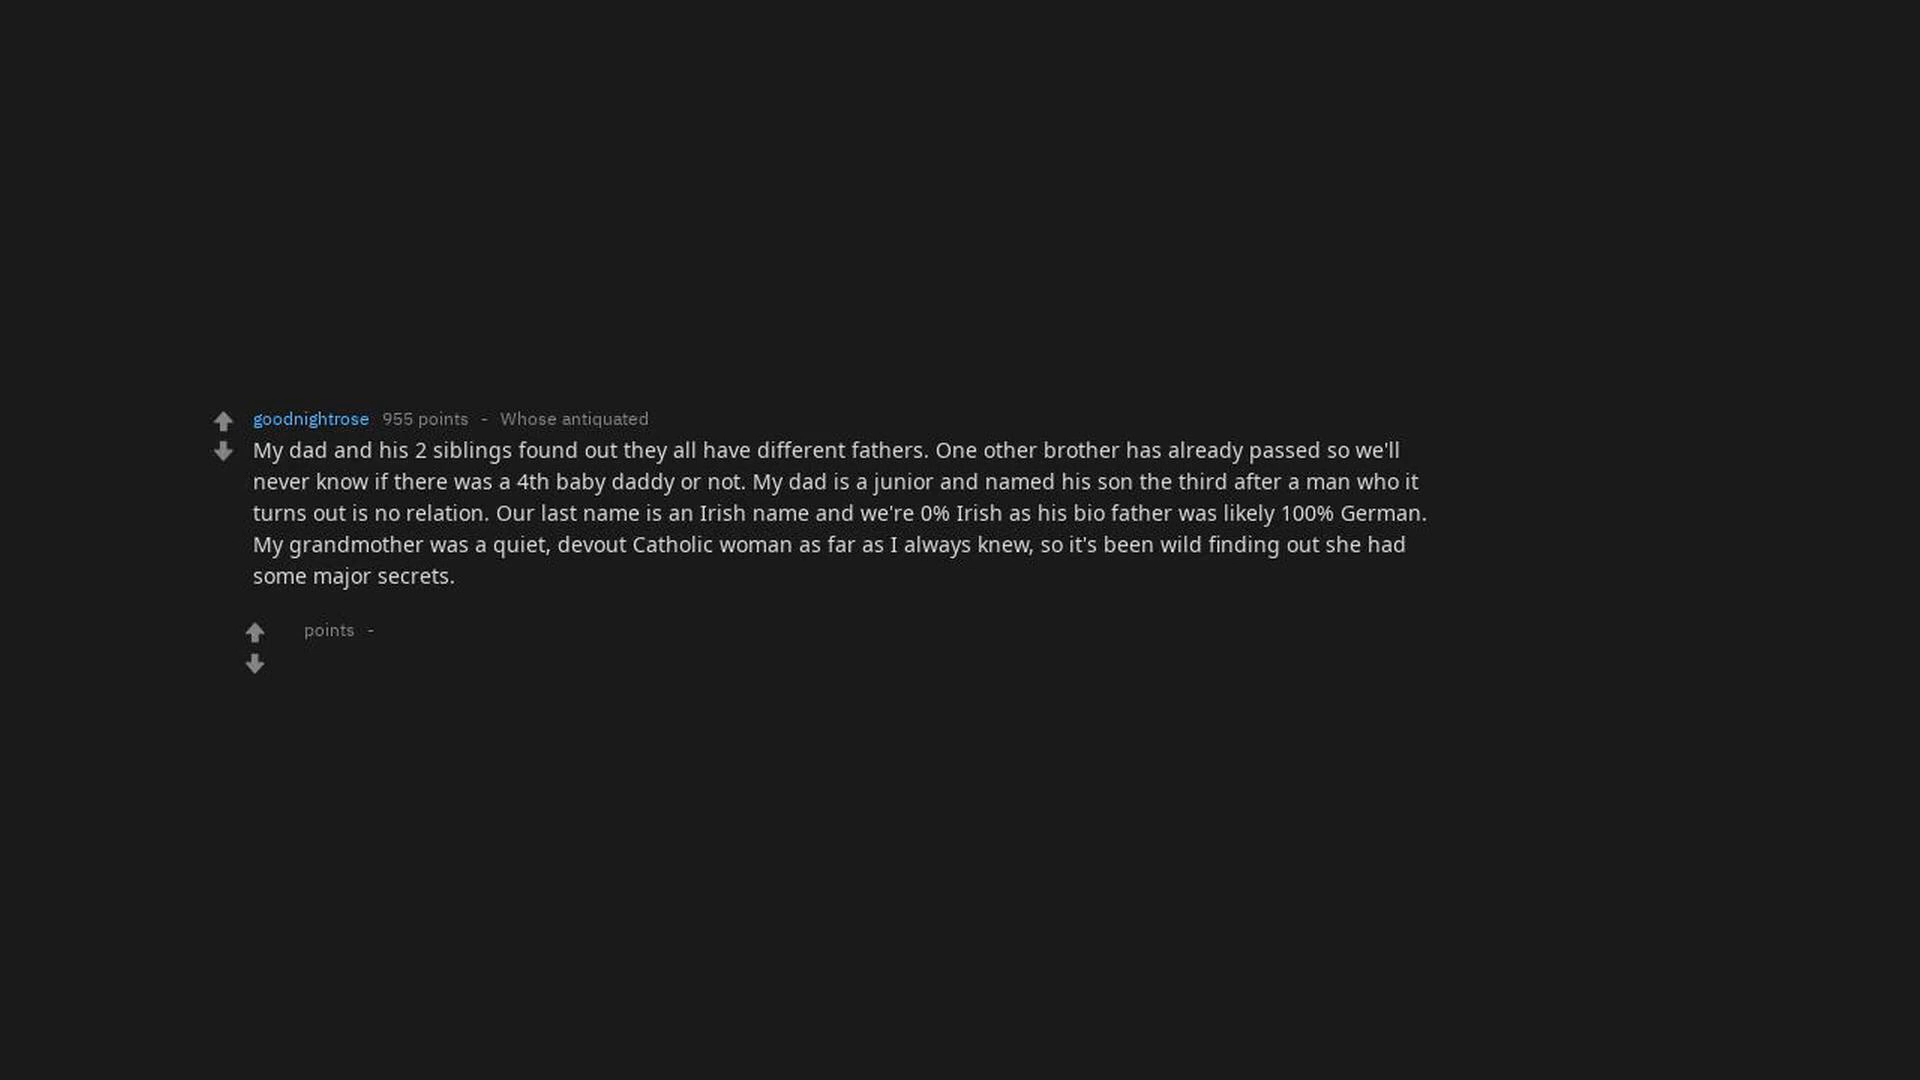 goodnightrose 955 points - Whose antiquated
My dad and his 2 siblings found out they all have different fathers. One other brother has already passed so we'll
never know if there was a 4th baby daddy or not. My dad is a junior and named his son the third after a man who it
turns out is no relation. Our last name is an Irish name and we're 0% Irish as his bio father was likely 100% German.
My grandmother was a quiet, devout Catholic woman as far as I always knew, so it's been wild finding out she had
some major secrets.
points -